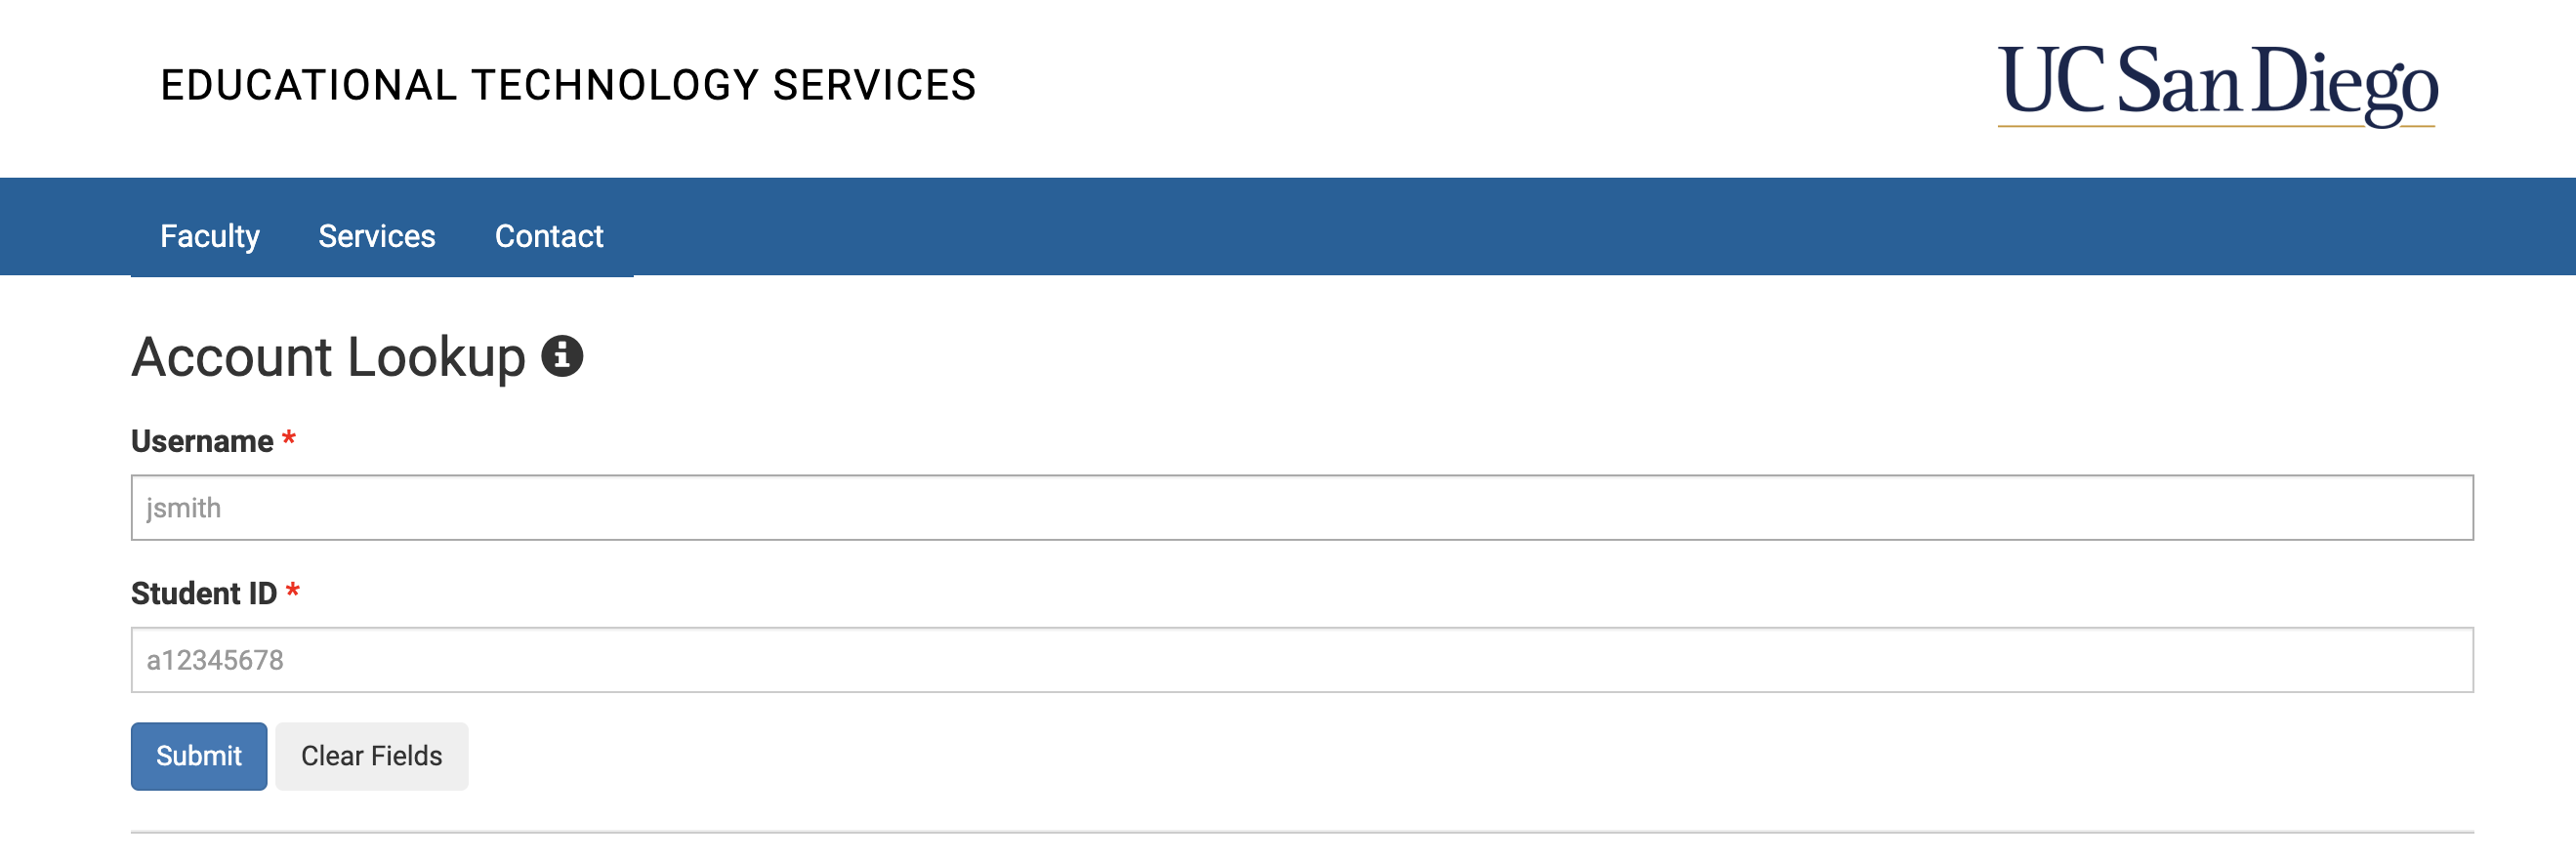 EDUCATIONAL TECHNOLOGY SERVICES
UC San Diego
Faculty Services Contact
Account Lookup
Username *
jsmith
Student ID *
a12345678
Submit Clear Fields